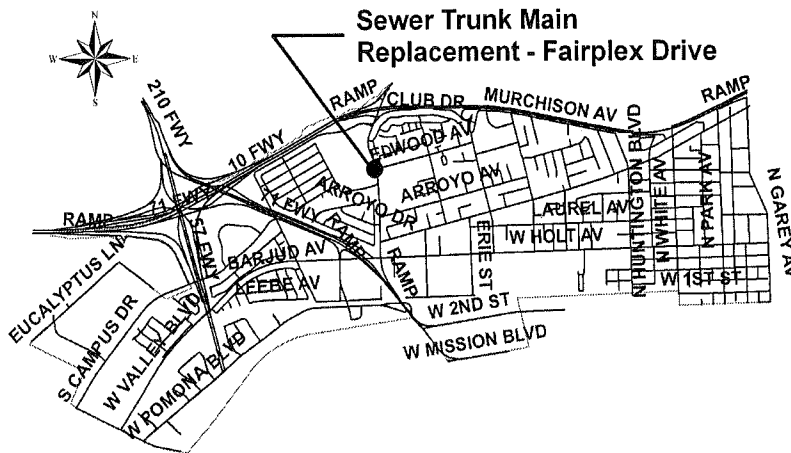 Sewer Trunk Main
Replacement - Fairplex Drive
N
W E
S
210 FWY
RAMP
CLUB DR
MURCHISON AV
RAMP
10 FWY
EDWOOD AV
ARROYO AV
ARROYO DR
71 FWY
71 FWY
RAMP
57 FWY
RAMP
RAMP
N HUNTINGTON BLVD
N WHITE AV
N PARK AV
N GAREY AV
LAUREL AV
W HOLT AV
ERIE ST
W 1ST ST
BARJUD AV
EUCALYPTUS LN
S CAMPUS DR
W VALLEY BLVD
W POMONA BLVD
W 2ND ST
W MISSION BLVD